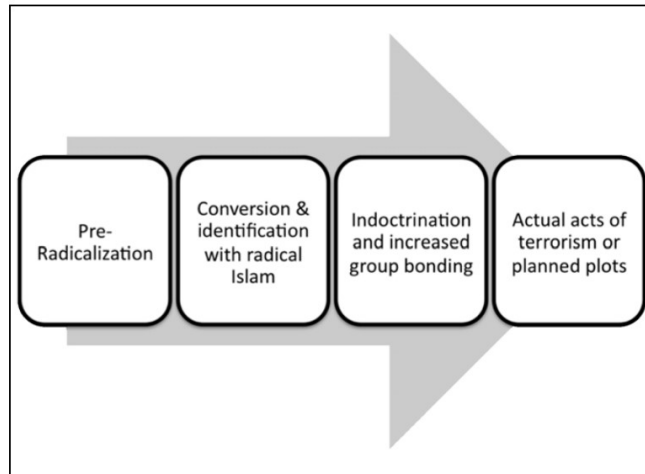 Pre-
Radicalization
Conversion &
identification
with radical
Islam
Indoctrination
and increased
group bonding
Actual acts of
terrorism or
planned plots